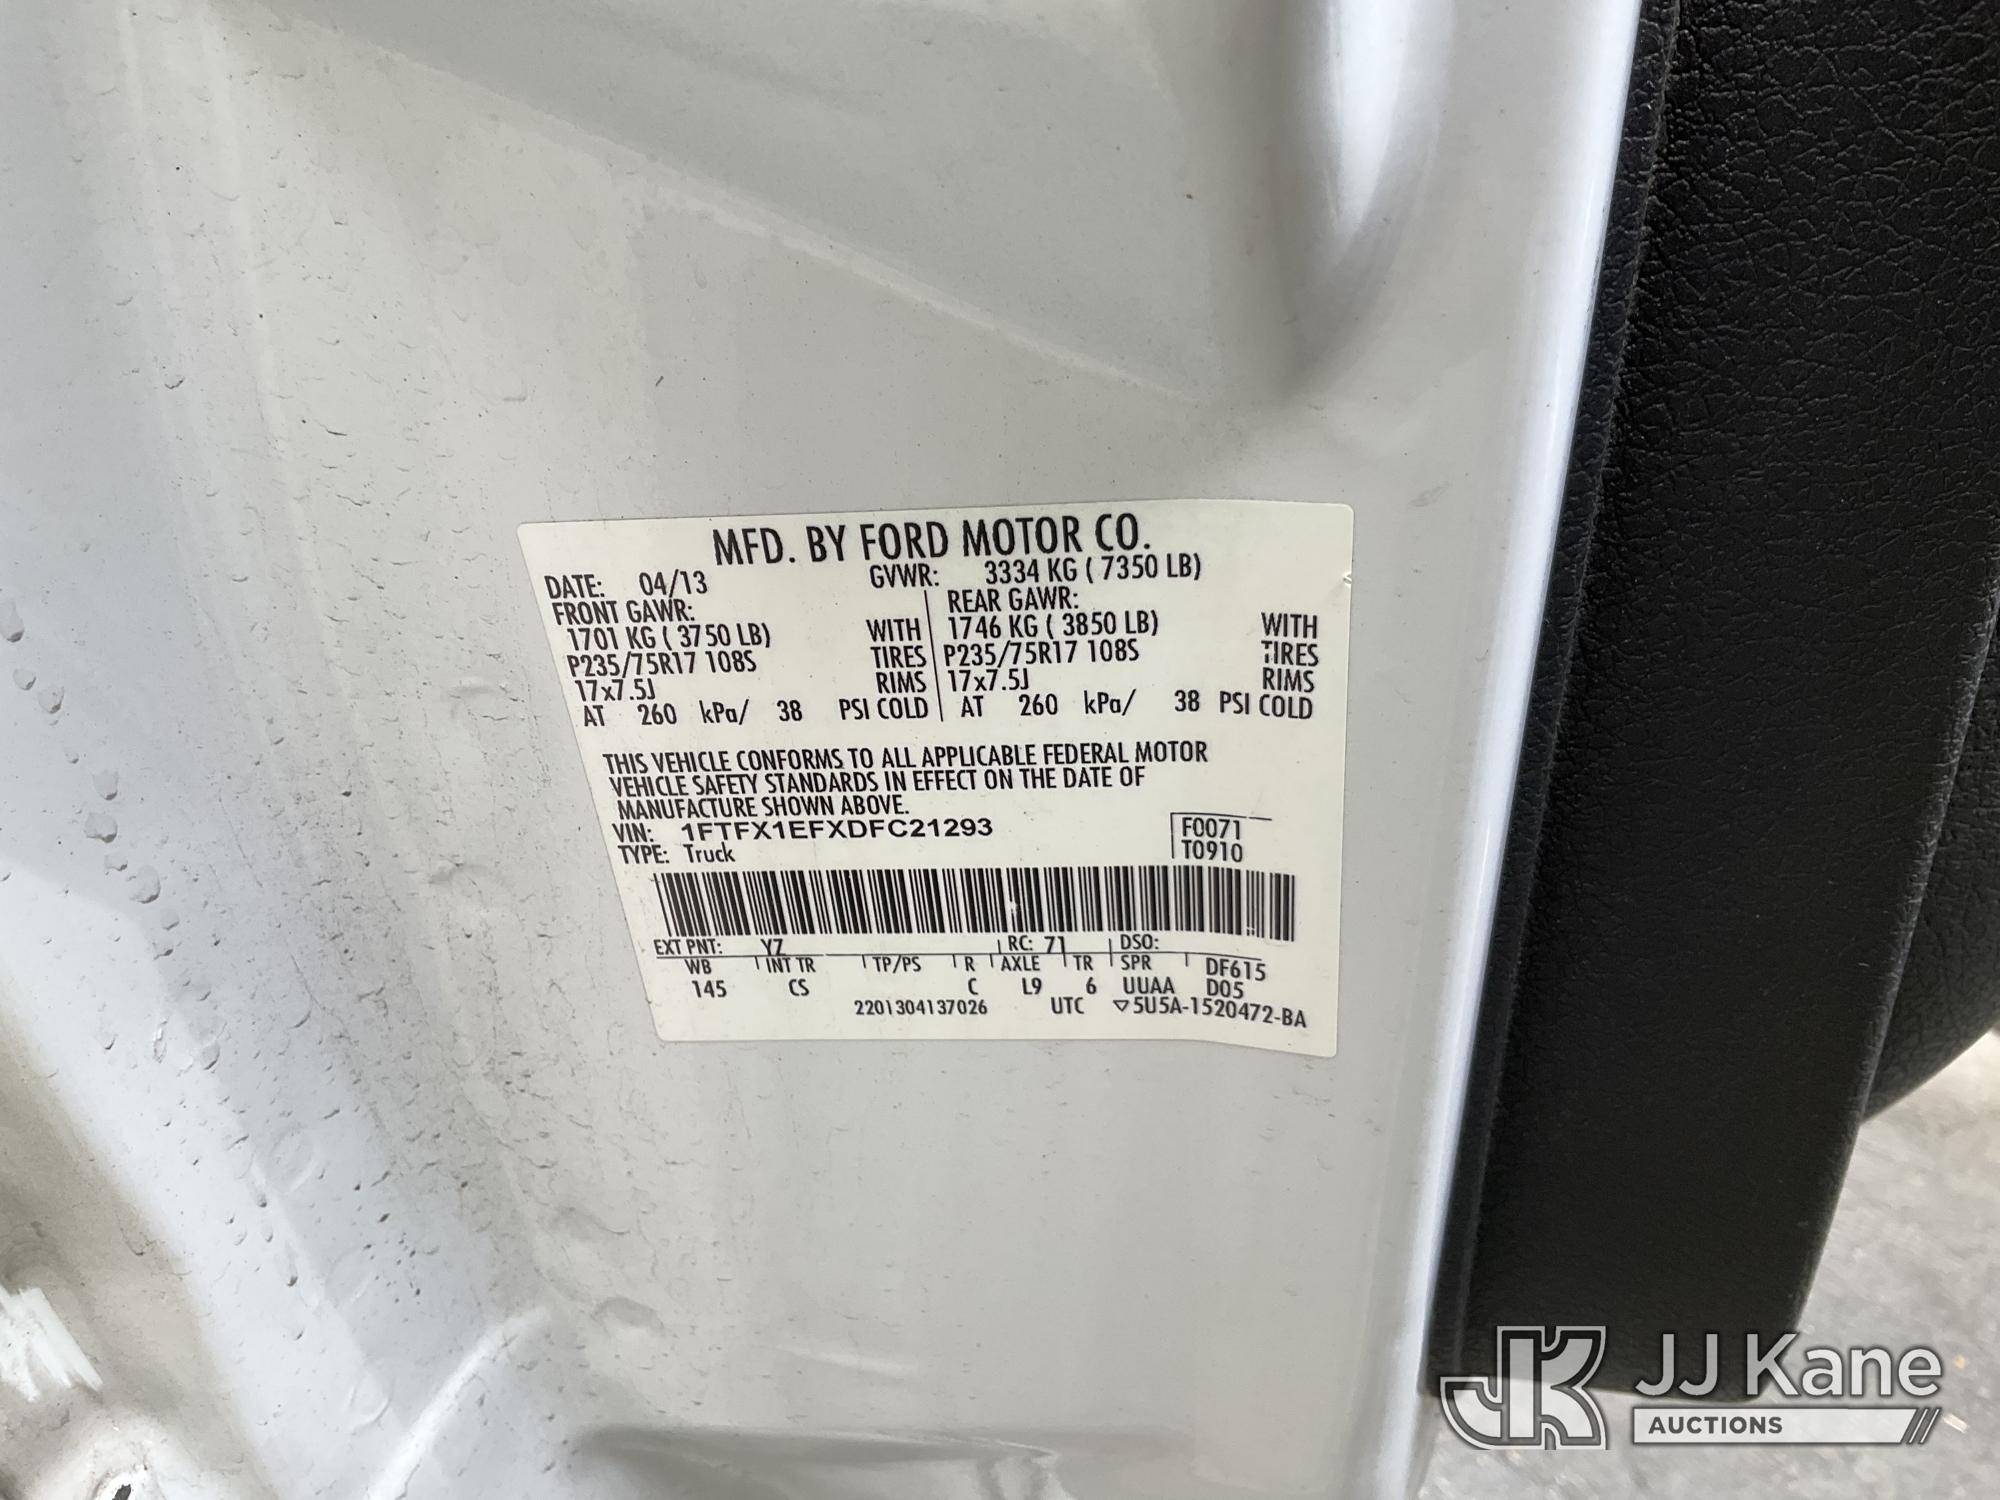 MFD. BY FORD MOTOR CO.
DATE: 04/13 GVWR: 3334 KG ( 7350 LB)
FRONT GAWR: REAR GAWR:
1701 KG ( 3750 LB) WITH 1746 KG ( 3850 LB) WITH
P235/75R17 108S TIRES P235/75R17 108S TIRES
17x7.5J RIMS 17x7.5J RIMS
AT 260 kPa/ 38 PSI COLD AT 260 kPa/ 38 PSI COLD
THIS VEHICLE CONFORMS TO ALL APPLICABLE FEDERAL MOTOR
VEHICLE SAFETY STANDARDS IN EFFECT ON THE DATE OF
MANUFACTURE SHOWN ABOVE.
VIN: 1FTFX1EFXDFC21293 F0071
TYPE: Truck T0910
EXT PNT: YZ RC: 71 DSO:
WB INT TR TP/PS R AXLE TR SPR DF615
145 CS C L9 6 UUAA D05
2201304137026 UTC ▽5U5A-1520472-BA
JK JJ Kane
AUCTIONS